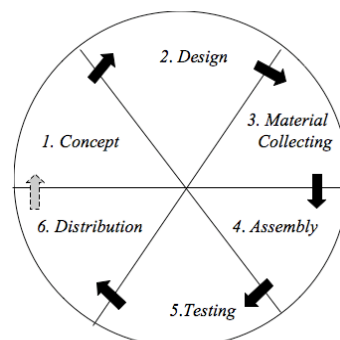 2. Design
3. Material
Collecting
1. Concept
6. Distribution
4. Assembly
5.Testing